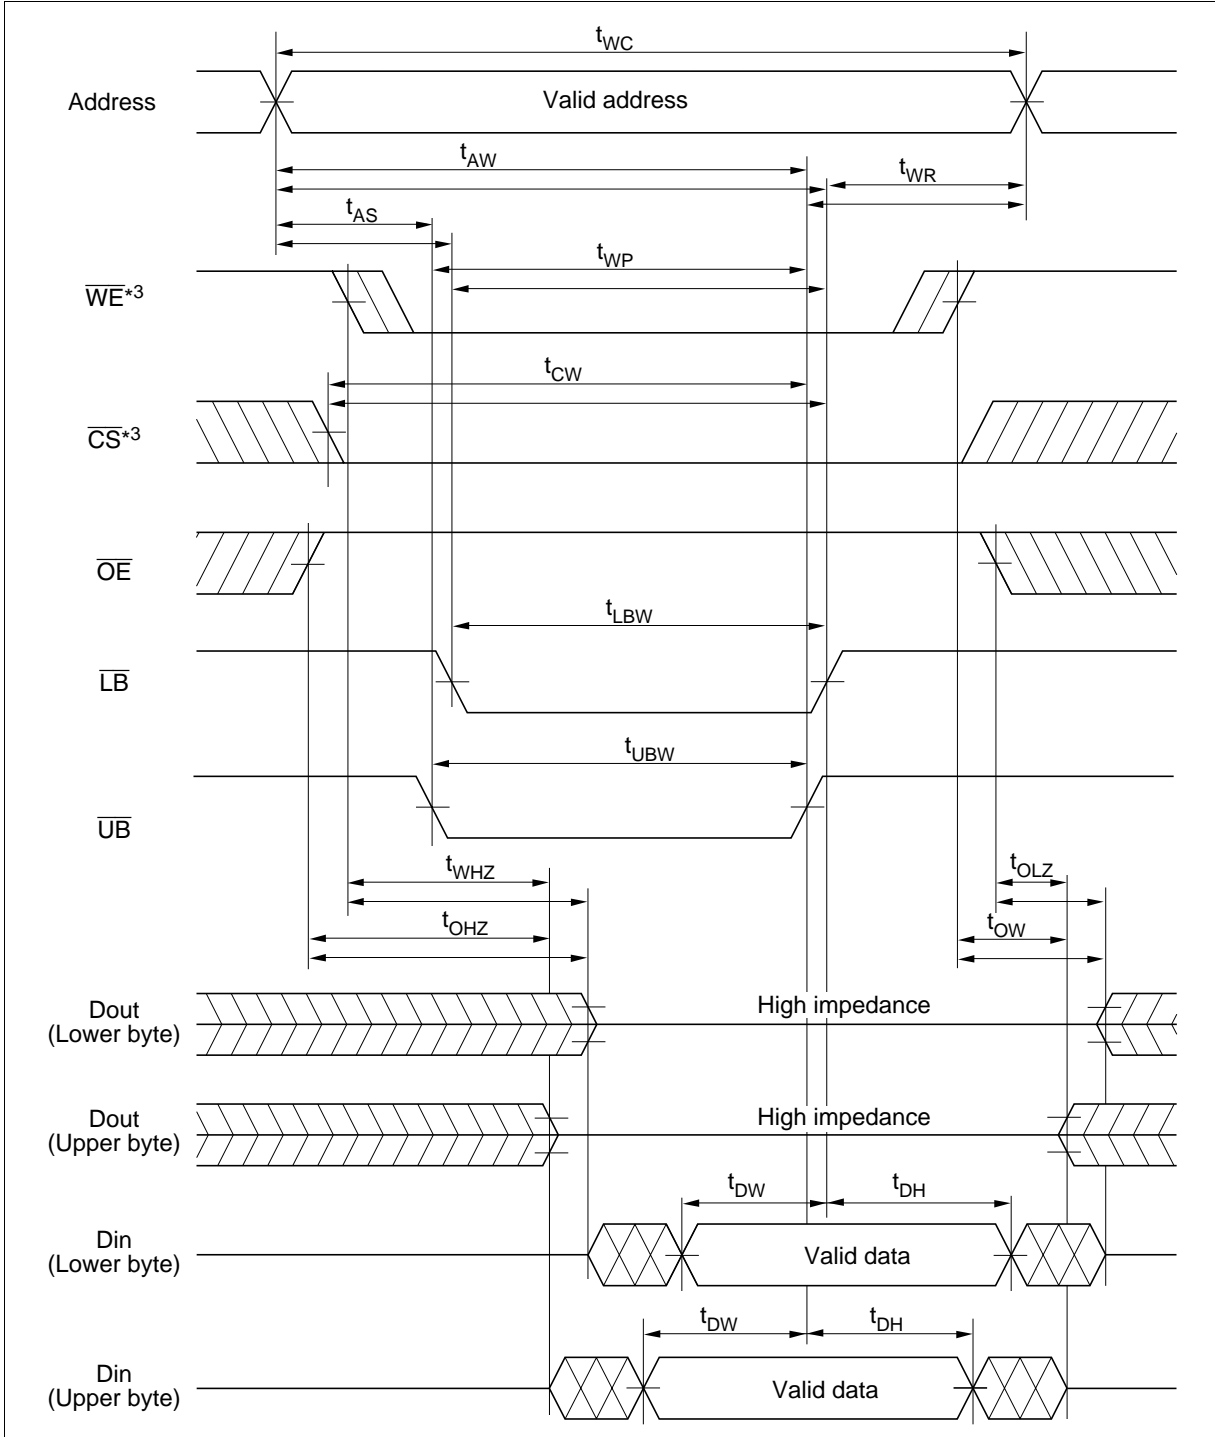 tWC
Address
Valid address
tAW
tWR
tAS
tWP
WE*3
tCW
CS*3
OE
tLBW
LB
tUBW
UB
tWHZ
tOLZ
tOHZ
tOW
Dout
(Lower byte)
High impedance
Dout
(Upper byte)
High impedance
tDW
tDH
Din
(Lower byte)
Valid data
tDW
tDH
Din
(Upper byte)
Valid data